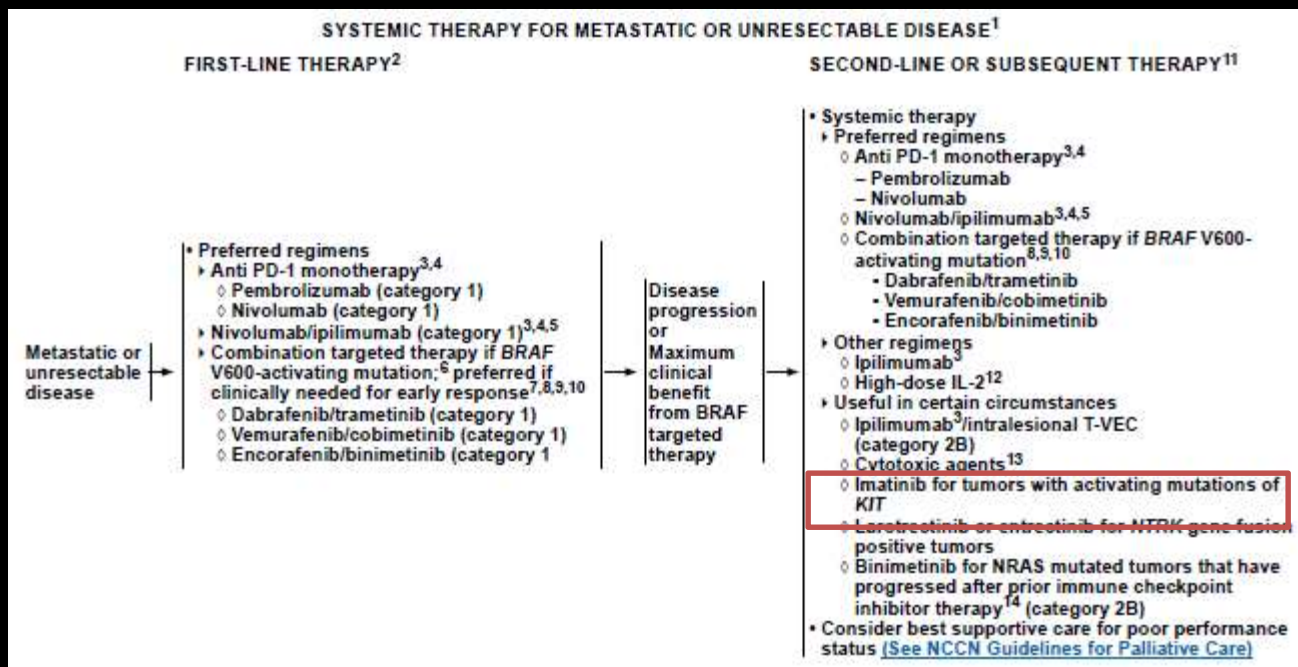 SYSTEMIC THERAPY FOR METASTATIC OR UNRESECTABLE DISEASE1
FIRST-LINE THERAPY2
Metastatic or
unresectable
disease
• Preferred regimens
‣ Anti PD-1 monotherapy3,4
◊ Pembrolizumab (category 1)
◊ Nivolumab (category 1)
‣ Nivolumab/ipilimumab (category 1)3,4,5
‣ Combination targeted therapy if BRAF
V600-activating mutation;6 preferred if
clinically needed for early response7,8,9,10
◊ Dabrafenib/trametinib (category 1)
◊ Vemurafenib/cobimetinib (category 1)
◊ Encorafenib/binimetinib (category 1
Disease
progression
or
Maximum
clinical
benefit
from BRAF
targeted
therapy
SECOND-LINE OR SUBSEQUENT THERAPY11
• Systemic therapy
‣ Preferred regimens
◊ Anti PD-1 monotherapy3,4
– Pembrolizumab
– Nivolumab
◊ Nivolumab/ipilimumab3,4,5
◊ Combination targeted therapy if BRAF V600-
activating mutation8,9,10
▪ Dabrafenib/trametinib
▪ Vemurafenib/cobimetinib
▪ Encorafenib/binimetinib
‣ Other regimens
◊ Ipilimumab3
◊ High-dose IL-212
‣ Useful in certain circumstances
◊ Ipilimumab3/intralesional T-VEC
(category 2B)
◊ Cytotoxic agents13
◊ Imatinib for tumors with activating mutations of
KIT
◊ Larotrectinib or entrectinib for NTRK gene fusion
positive tumors
◊ Binimetinib for NRAS mutated tumors that have
progressed after prior immune checkpoint
inhibitor therapy14 (category 2B)
• Consider best supportive care for poor performance
status (See NCCN Guidelines for Palliative Care)